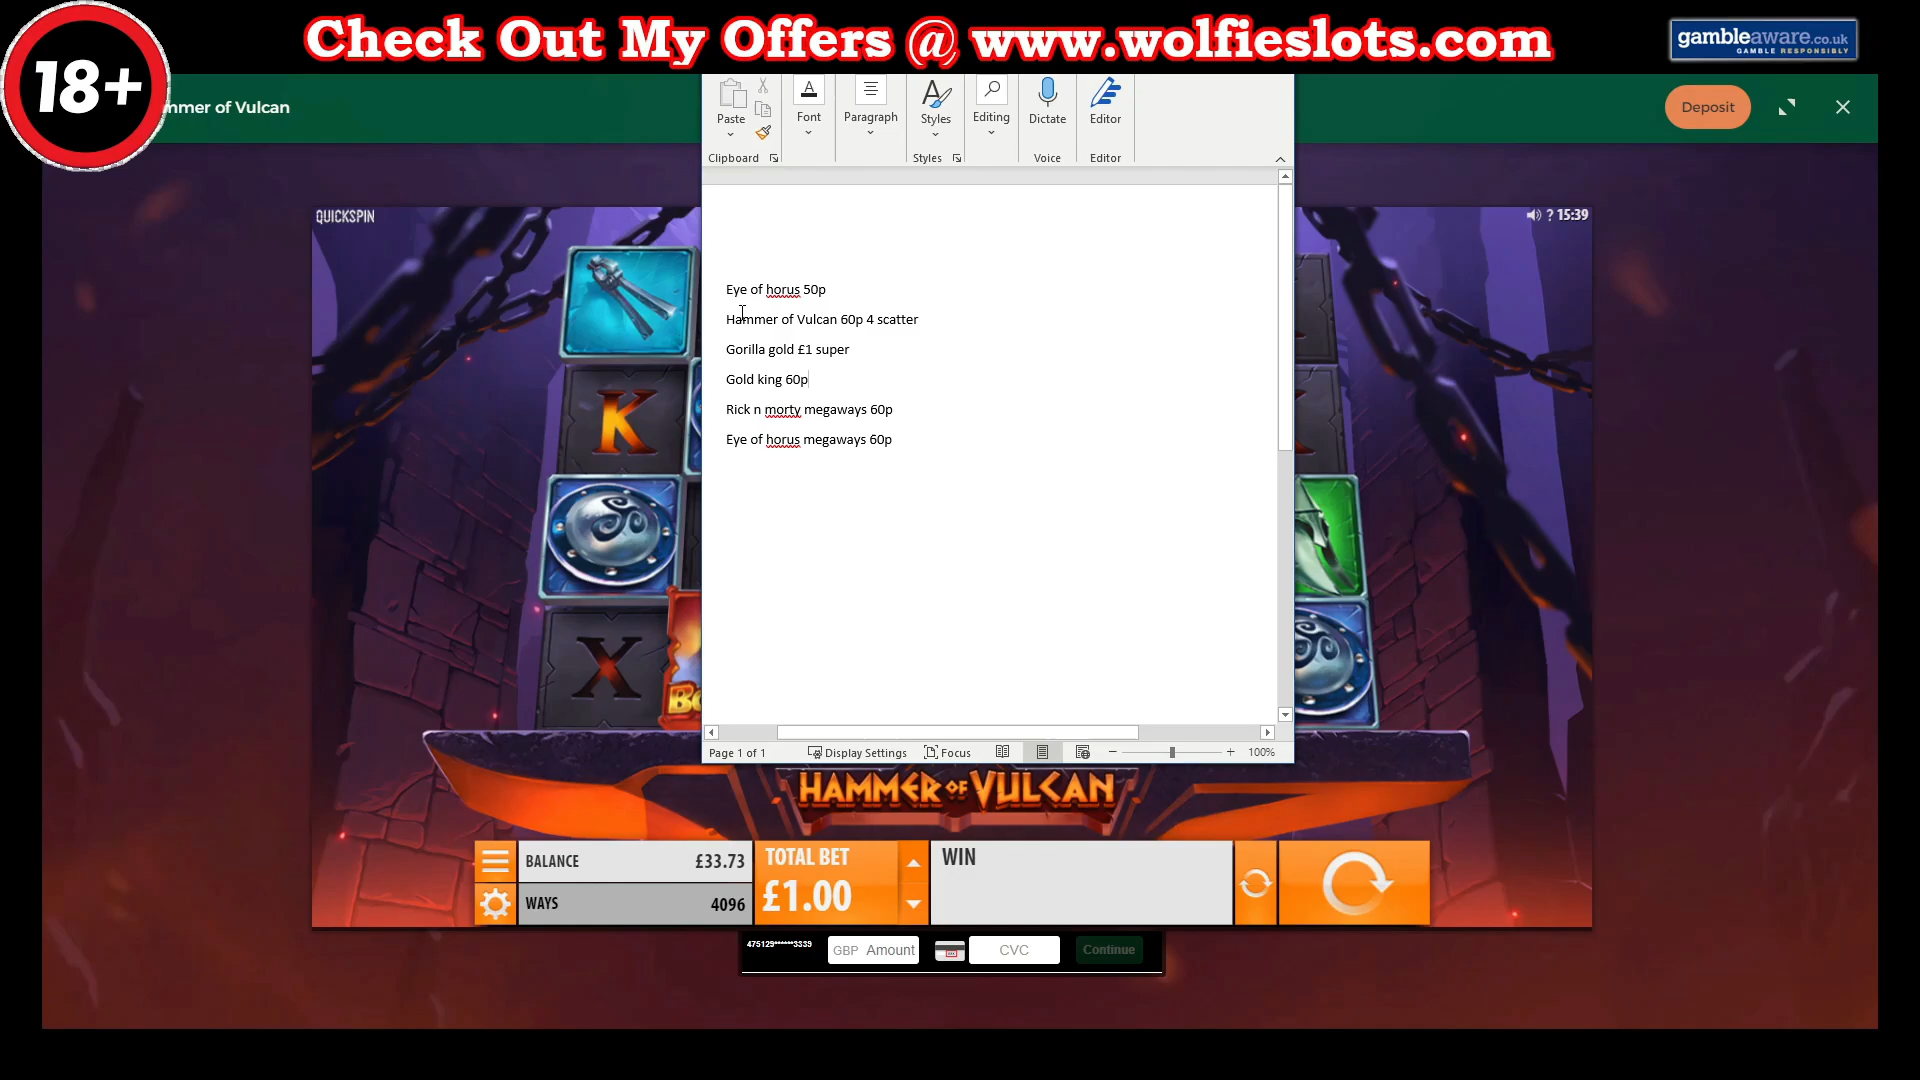 Check Out My Offers @ www.wolfieslots.com
gambleaware.co.uk
GAMBLE RESPONSIBLY
18+
mmer of Vulcan
Deposit
Paste
Font
Paragraph
Styles
Editing
Dictate
Editor
Clipboard
Styles
Voice
Editor
QUICKSPIN
? 15:39
Eye of horus 50p
Hammer of Vulcan 60p 4 scatter
Gorilla gold £1 super
Gold king 60p
Rick n morty megaways 60p
Eye of horus megaways 60p
K
X
Bo
Page 1 of 1
Display Settings
Focus
100%
HAMMER OF VULCAN
BALANCE £33.73
WAYS 4096
TOTAL BET
£1.00
WIN
475129******3339
GBP Amount
CVC
Continue